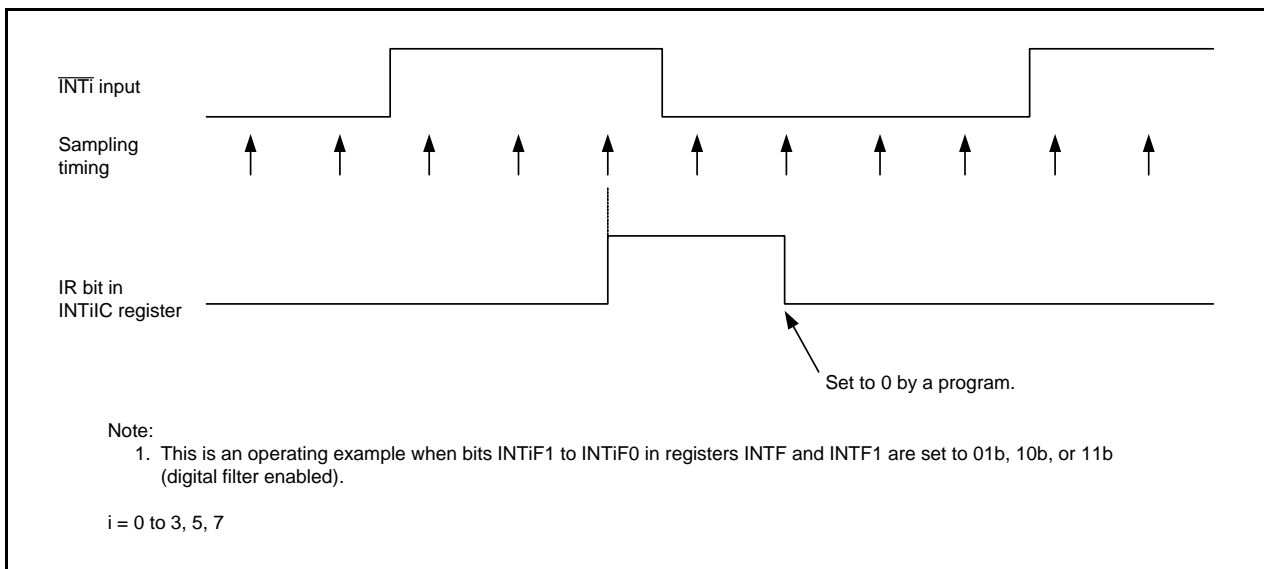 INTi input
Sampling
timing
IR bit in
INTiIC register
Set to 0 by a program.
Note:
1. This is an operating example when bits INTiF1 to INTiF0 in registers INTF and INTF1 are set to 01b, 10b, or 11b
(digital filter enabled).
i = 0 to 3, 5, 7